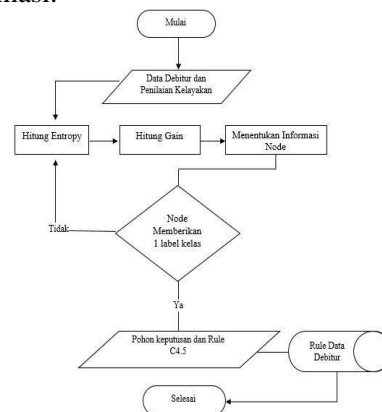 Mulai
Data Debitur dan
Penilaian Kelayakan
Hitung Entropy
Hitung Gain
Menentukan Informasi
Node
Node
Memberikan
1 label kelas
Tidak
Ya
Pohon keputusan dan Rule
C4.5
Rule Data
Debitur
Selesai